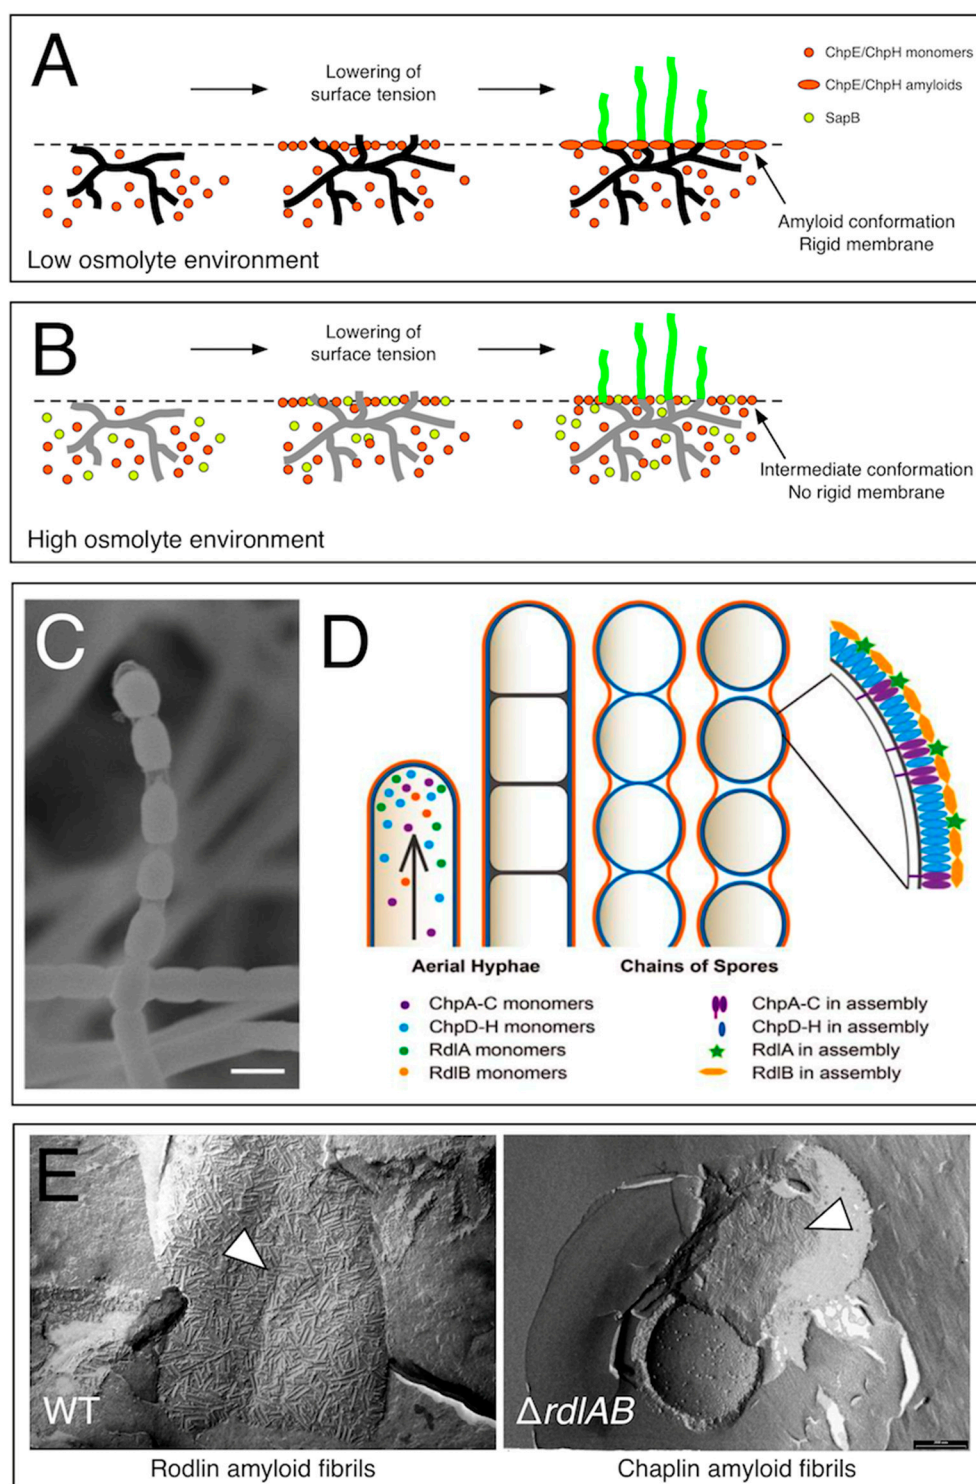 A
Lowering of
surface tension
ChpE/ChpH monomers
ChpE/ChpH amyloids
SapB
Amyloid conformation
Rigid membrane
Low osmolyte environment
B
Lowering of
surface tension
Intermediate conformation
No rigid membrane
High osmolyte environment
C
D
Aerial Hyphae
Chains of Spores
ChpA-C monomers
ChpD-H monomers
RdlA monomers
RdlB monomers
ChpA-C in assembly
ChpD-H in assembly
RdlA in assembly
RdlB in assembly
E
WT
ΔrdlAB
Rodlin amyloid fibrils
Chaplin amyloid fibrils